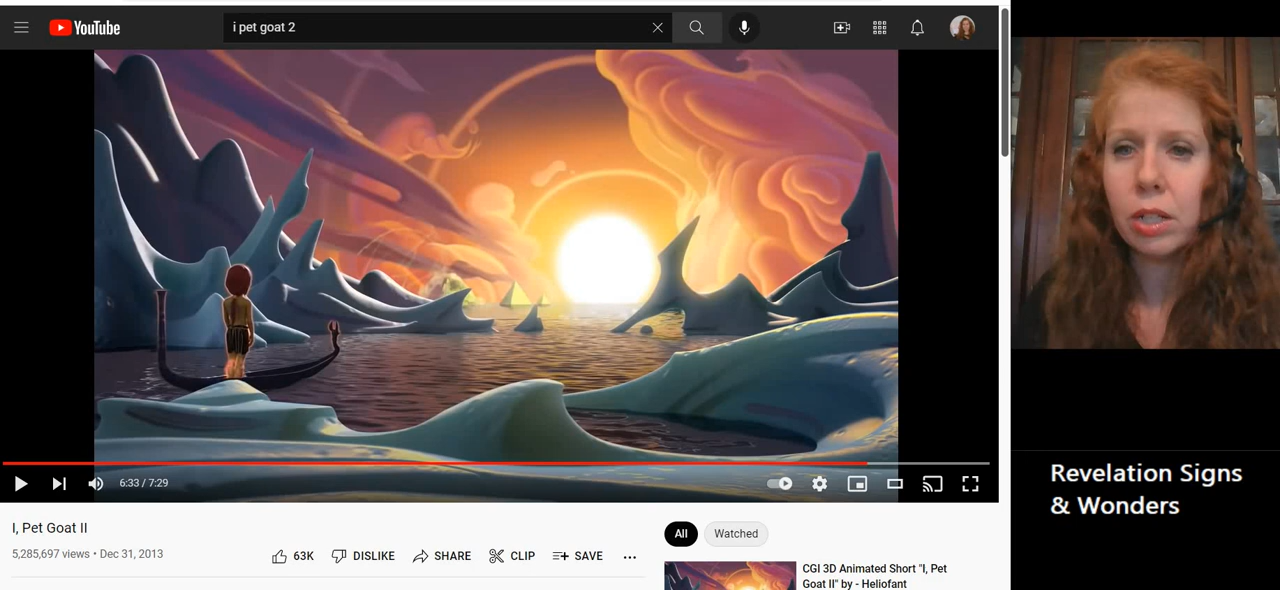 YouTube
i pet goat 2
6:33 / 7:29
I, Pet Goat II
5,285,697 views • Dec 31, 2013
63K
DISLIKE
SHARE
CLIP
SAVE
All
Watched
CGI 3D Animated Short "I, Pet
Goat II" by - Heliofant
Revelation Signs
& Wonders